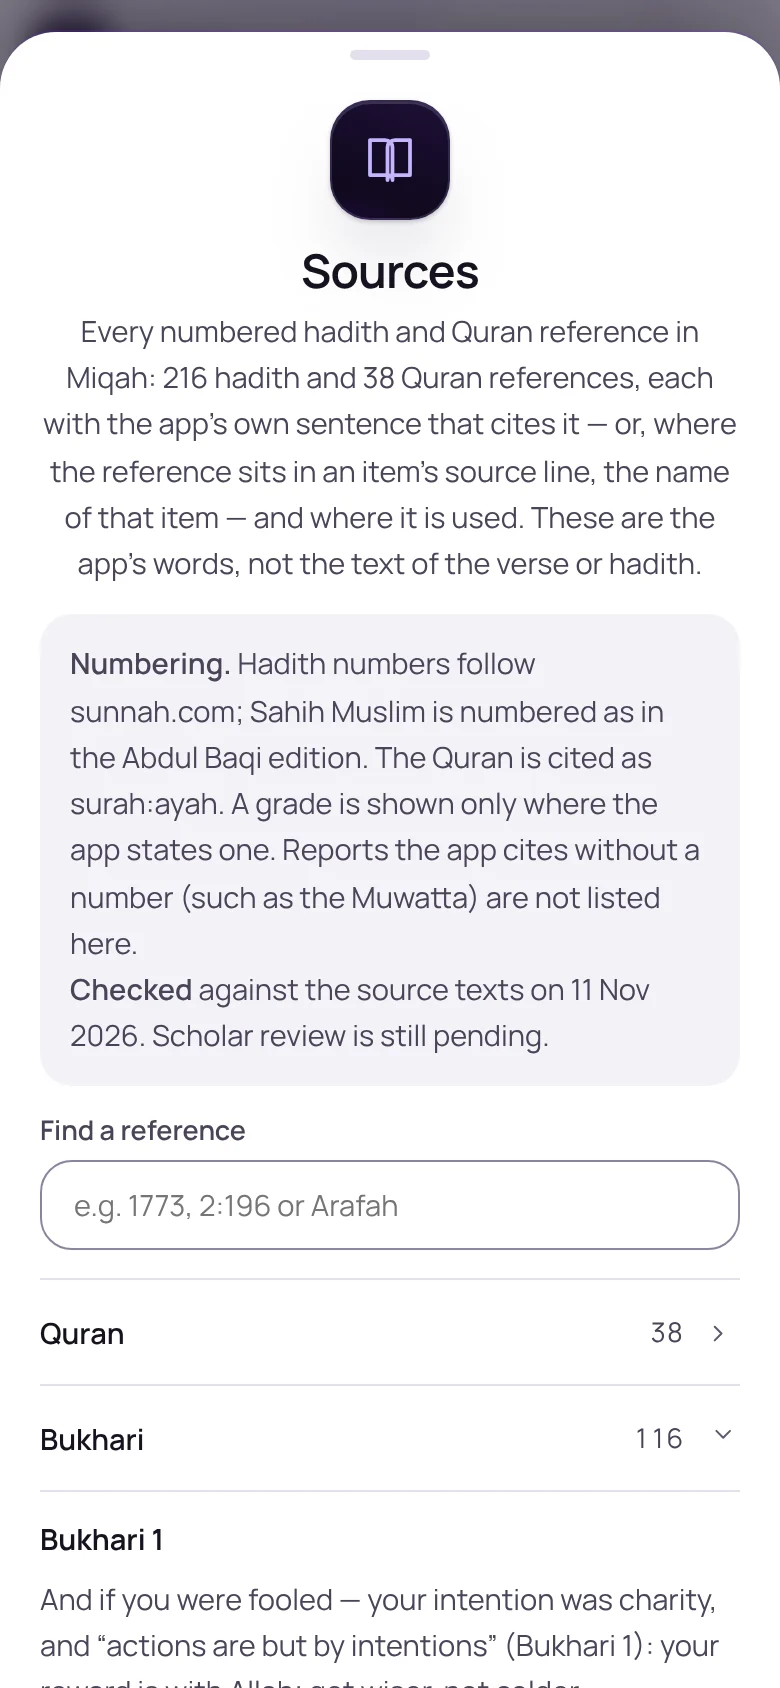 Sources
Every numbered hadith and Quran reference in
Miqah: 216 hadith and 38 Quran references, each
with the app’s own sentence that cites it — or, where
the reference sits in an item’s source line, the name
of that item — and where it is used. These are the
app’s words, not the text of the verse or hadith.
Numbering. Hadith numbers follow
sunnah.com; Sahih Muslim is numbered as in
the Abdul Baqi edition. The Quran is cited as
surah:ayah. A grade is shown only where the
app states one. Reports the app cites without a
number (such as the Muwatta) are not listed
here.
Checked against the source texts on 11 Nov
2026. Scholar review is still pending.
Find a reference
e.g. 1773, 2:196 or Arafah
Quran 38
Bukhari 116
Bukhari 1
And if you were fooled — your intention was charity,
and “actions are but by intentions” (Bukhari 1): your